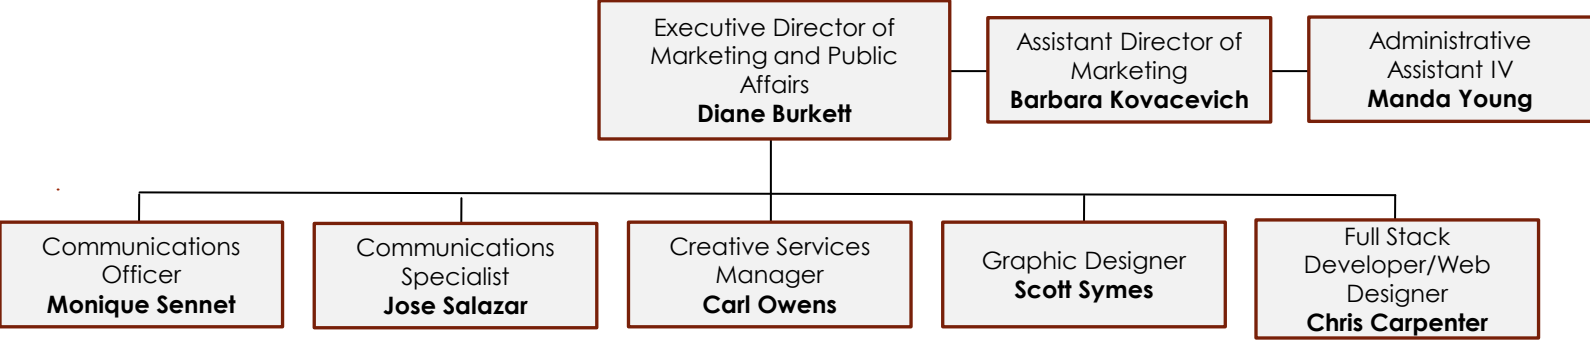 Executive Director of
Marketing and Public
Affairs
Diane Burkett
Assistant Director of
Marketing
Barbara Kovacevich
Administrative
Assistant IV
Manda Young
Communications
Officer
Monique Sennet
Communications
Specialist
Jose Salazar
Creative Services
Manager
Carl Owens
Graphic Designer
Scott Symes
Full Stack
Developer/Web
Designer
Chris Carpenter